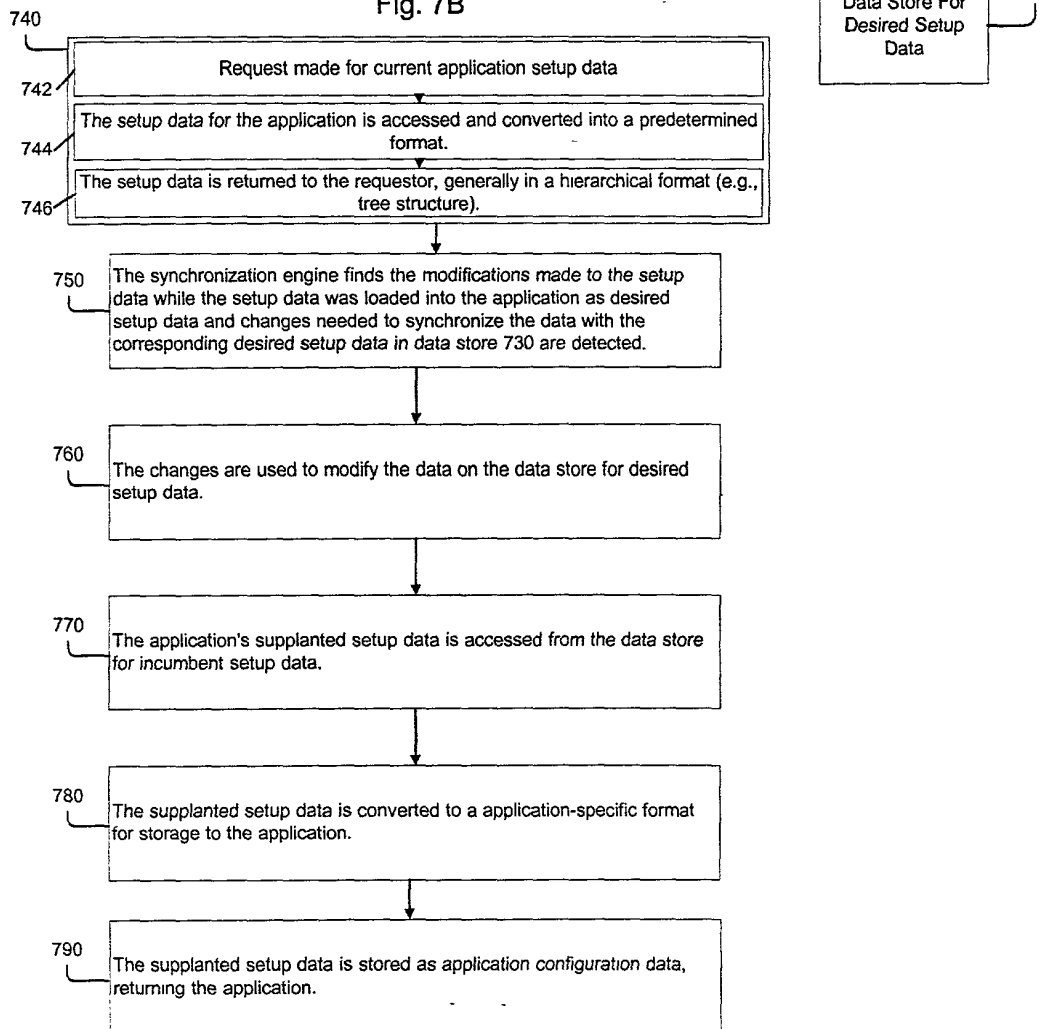 Fig. 7B
Data Store For
Desired Setup
Data
740
742
Request made for current application setup data
744
The setup data for the application is accessed and converted into a predetermined
format.
746
The setup data is returned to the requestor, generally in a hierarchical format (e.g.,
tree structure).
750
The synchronization engine finds the modifications made to the setup
data while the setup data was loaded into the application as desired
setup data and changes needed to synchronize the data with the
corresponding desired setup data in data store 730 are detected.
760
The changes are used to modify the data on the data store for desired
setup data.
770
The application's supplanted setup data is accessed from the data store
for incumbent setup data.
780
The supplanted setup data is converted to a application-specific format
for storage to the application.
790
The supplanted setup data is stored as application configuration data,
returning the application.